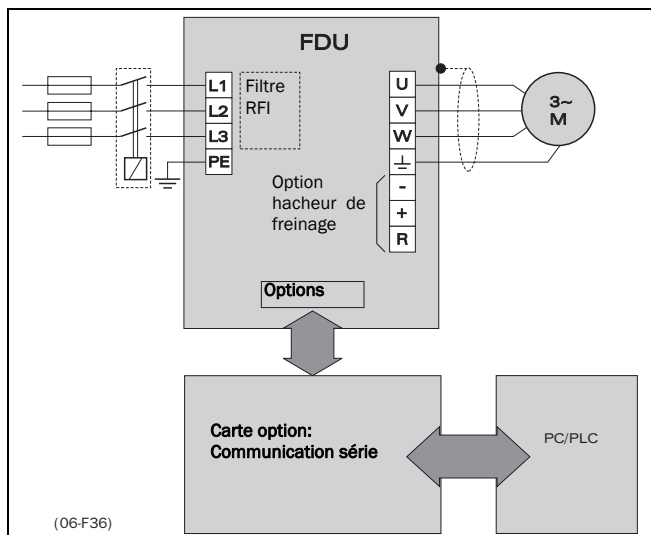 FDU
L1
L2
L3
PE
Filtre
RFI
U
V
W
-
+
R
3~
M
Option
hacheur de
freinage
Options
Carte option:
Communication série
PC/PLC
(06-F36)